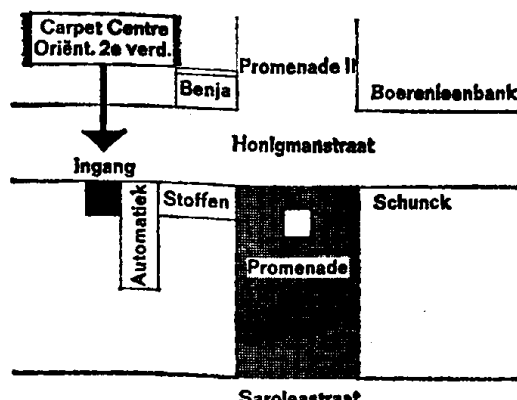 Carpet Centre
Oriënt. 2e verd.
Promenade II
Benja
Boerenleenbank
Honigmanstraat
Ingang
Automatiek
Stoffen
Schunck
Promenade
Saroleastraat